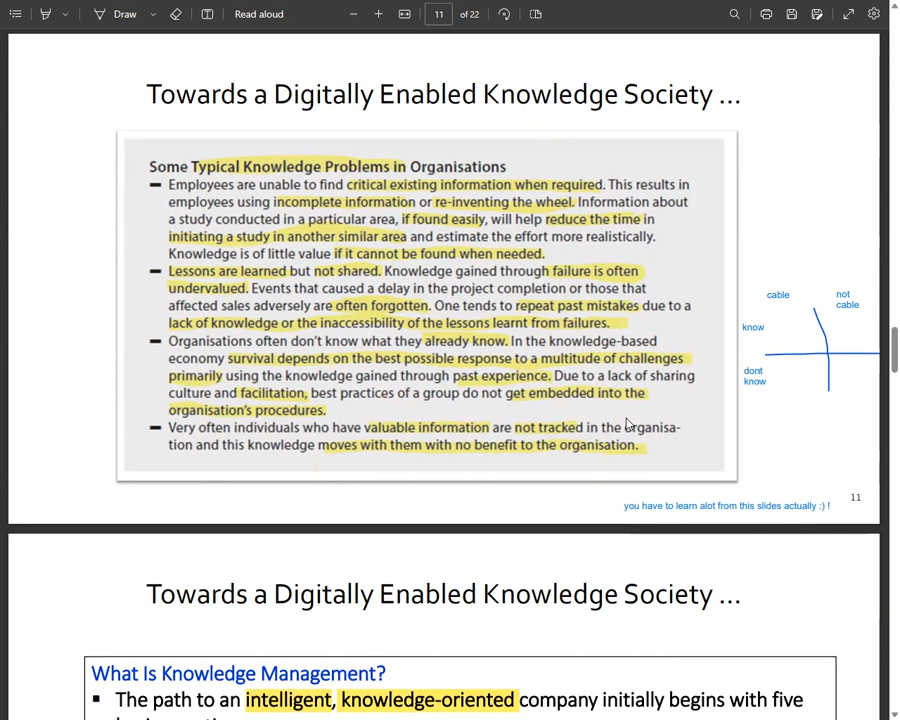 Draw
Read aloud
11
of 22
Towards a Digitally Enabled Knowledge Society ...
Some Typical Knowledge Problems in Organisations
Employees are unable to find critical existing information when required. This results in
employees using incomplete information or re-inventing the wheel. Information about
a study conducted in a particular area, if found easily, will help reduce the time in
initiating a study in another similar area and estimate the effort more realistically.
Knowledge is of little value if it cannot be found when needed.
Lessons are learned but not shared. Knowledge gained through failure is often
undervalued. Events that caused a delay in the project completion or those that
affected sales adversely are often forgotten. One tends to repeat past mistakes due to a
lack of knowledge or the inaccessibility of the lessons learnt from failures.
Organisations often don't know what they already know. In the knowledge-based
economy survival depends on the best possible response to a multitude of challenges
primarily using the knowledge gained through past experience. Due to a lack of sharing
culture and facilitation, best practices of a group do not get embedded into the
organisation's procedures.
Very often individuals who have valuable information are not tracked in the organisa-
tion and this knowledge moves with them with no benefit to the organisation.
cable
not
cable
know
dont
know
11
you have to learn alot from this slides actually :) !
Towards a Digitally Enabled Knowledge Society ...
What Is Knowledge Management?
▪ The path to an intelligent, knowledge-oriented company initially begins with five